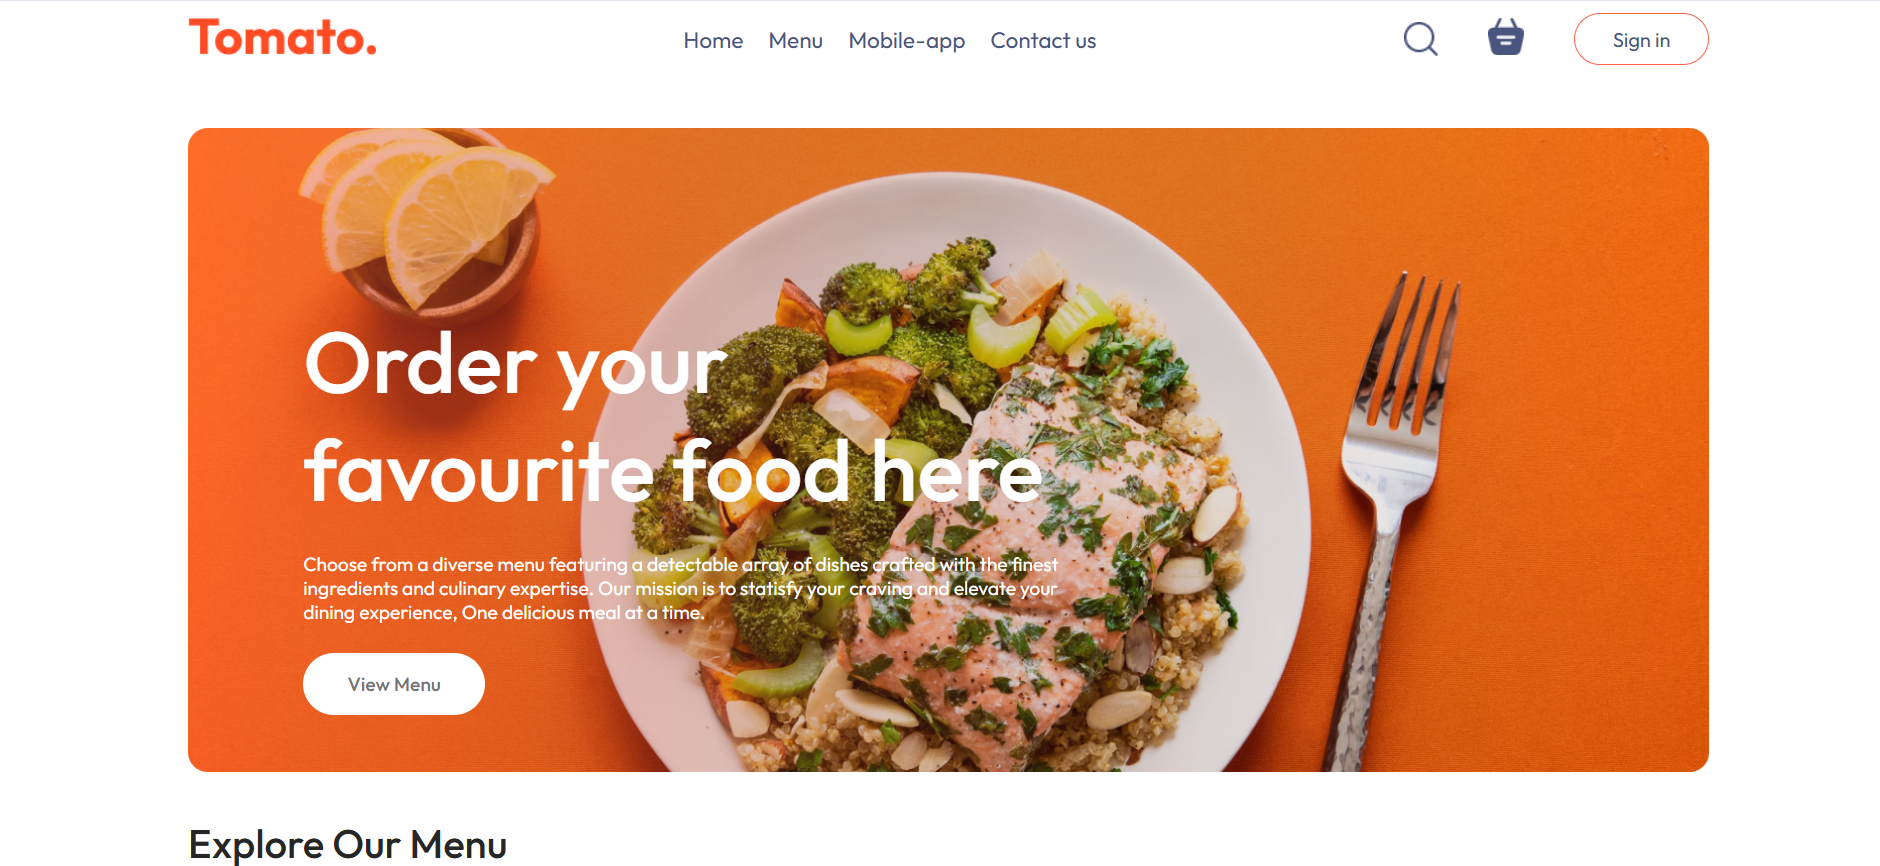 Tomato.
Home Menu Mobile-app Contact us
Sign in
Order your
favourite food here
Choose from a diverse menu featuring a detectable array of dishes crafted with the finest
ingredients and culinary expertise. Our mission is to statisfy your craving and elevate your
dining experience, One delicious meal at a time.
View Menu
Explore Our Menu